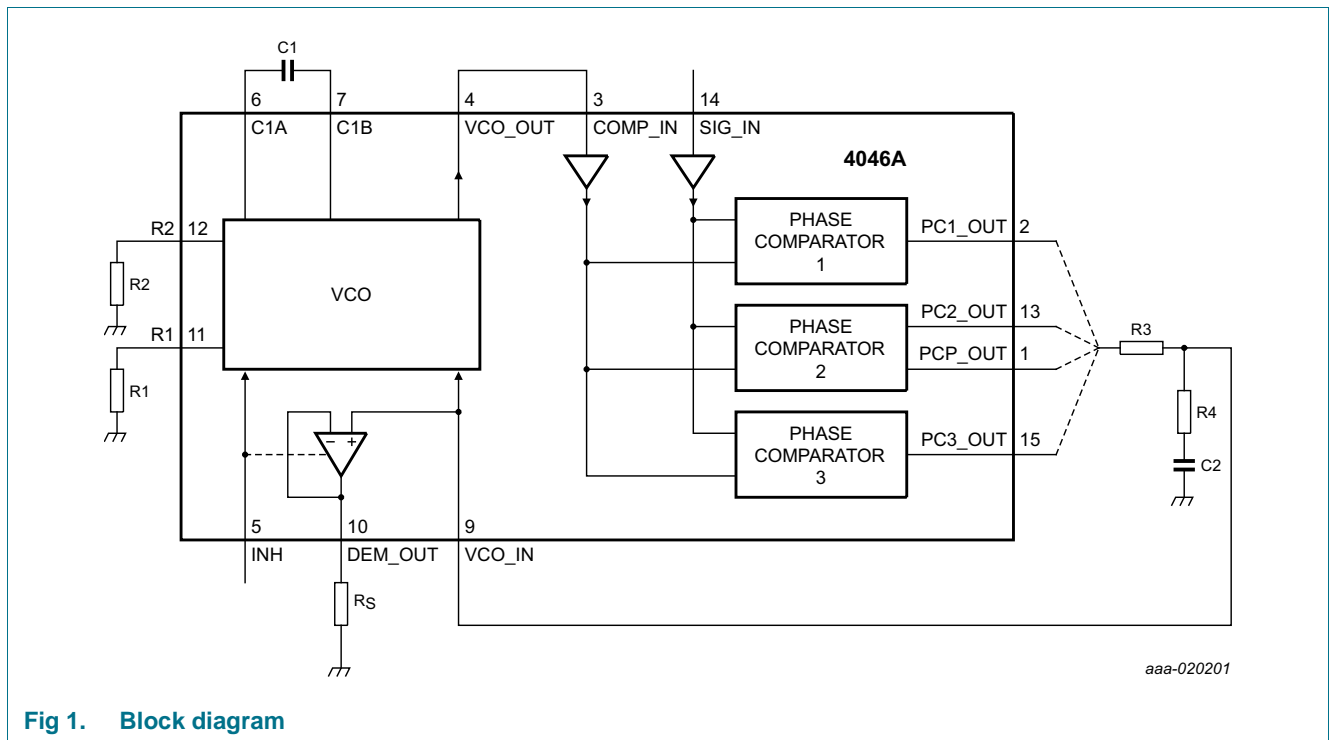 C1
6 7 4 3 14
C1A C1B VCO_OUT COMP_IN SIG_IN
4046A
R2 12
R2
R1 11
R1
VCO
PHASE
COMPARATOR
1
PC1_OUT 2
PHASE
COMPARATOR
2
PC2_OUT 13
PCP_OUT 1
PHASE
COMPARATOR
3
PC3_OUT 15
R3
R4
C2
− +
5 10 9
INH DEM_OUT VCO_IN
RS
aaa-020201
Fig 1. Block diagram